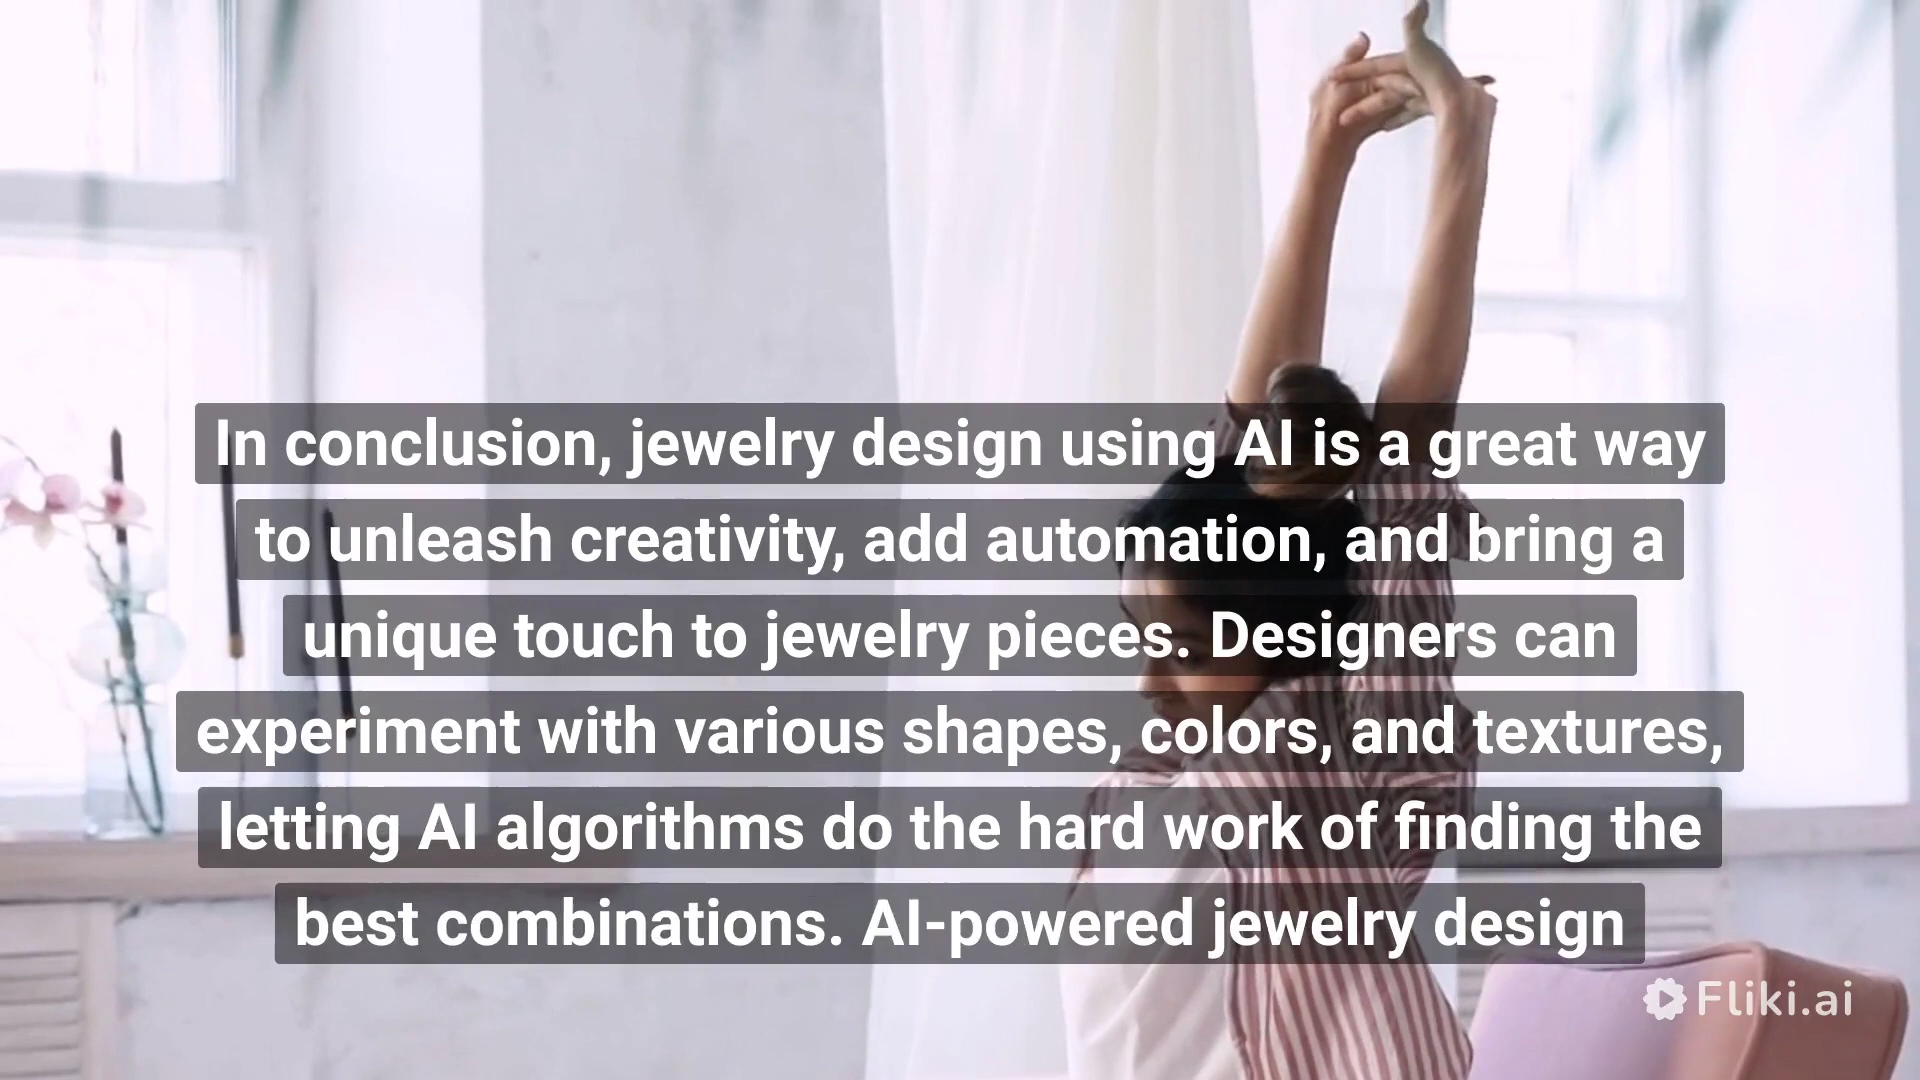 In conclusion, jewelry design using AI is a great way
to unleash creativity, add automation, and bring a
unique touch to jewelry pieces. Designers can
experiment with various shapes, colors, and textures,
letting AI algorithms do the hard work of finding the
best combinations. AI-powered jewelry design
Fliki.ai